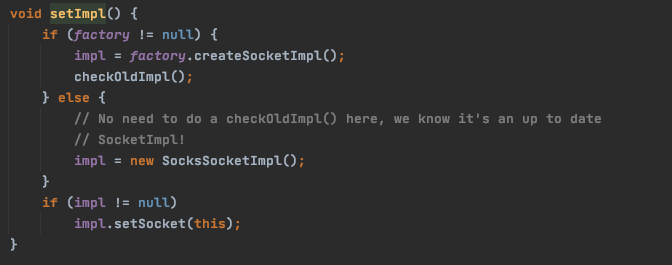 void setImpl() {
    if (factory != null) {
        impl = factory.createSocketImpl();
        checkOldImpl();
    } else {
        // No need to do a checkOldImpl() here, we know it's an up to date
        // SocketImpl!
        impl = new SocksSocketImpl();
    }
    if (impl != null)
        impl.setSocket(this);
}